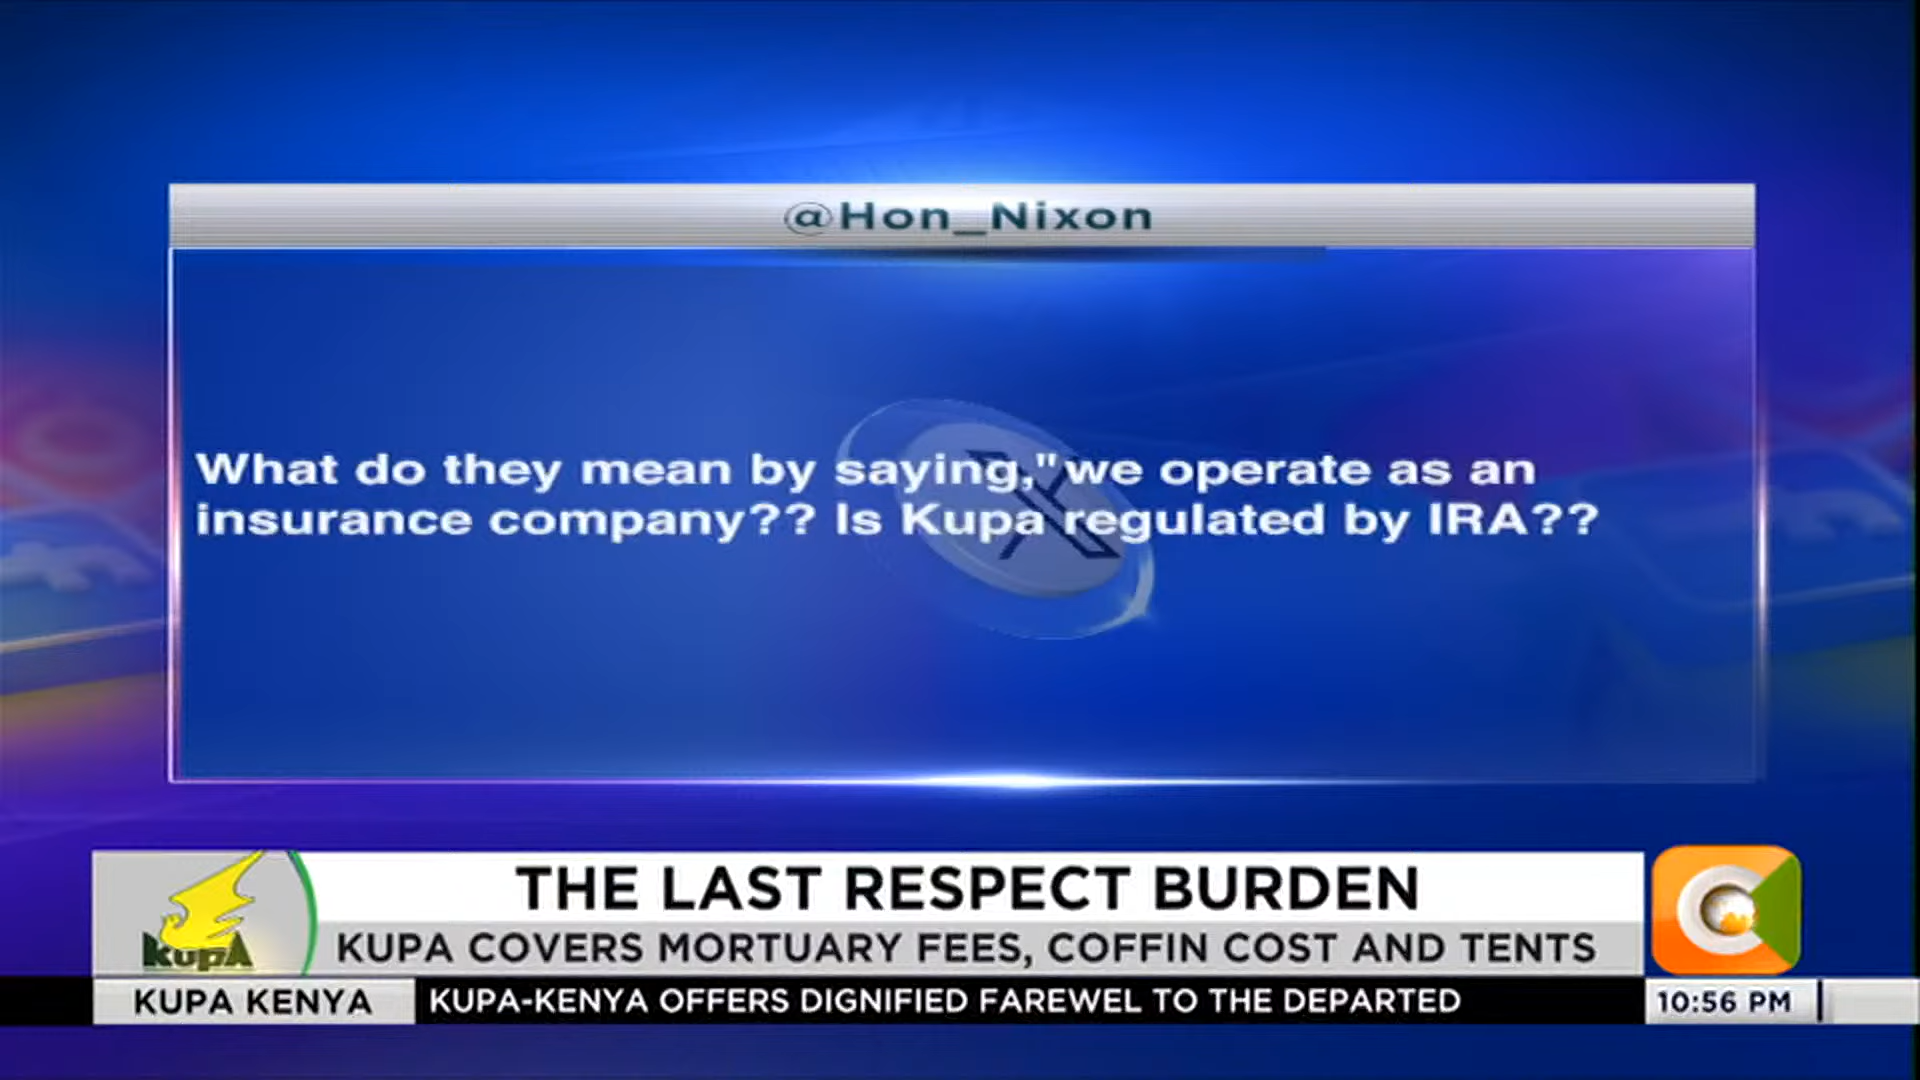 @Hon_Nixon
What do they mean by saying,"we operate as an
insurance company?? Is Kupa regulated by IRA??
THE LAST RESPECT BURDEN
kupA
KUPA COVERS MORTUARY FEES, COFFIN COST AND TENTS
KUPA KENYA
KUPA-KENYA OFFERS DIGNIFIED FAREWEL TO THE DEPARTED
10:56 PM